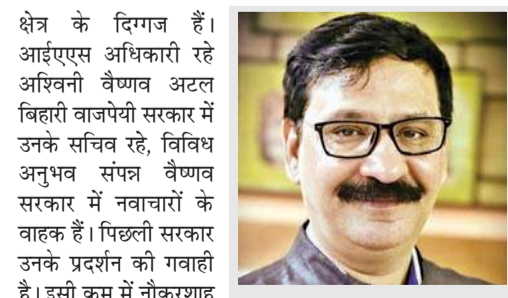 क्षेत्र के दिग्गज हैं।
आईएएस अधिकारी रहे
अश्विनी वैष्णव अटल
बिहारी वाजपेयी सरकार में
उनके सचिव रहे, विविध
अनुभव संपन्न वैष्णव
सरकार में नवाचारों के
वाहक हैं। पिछली सरकार
उनके प्रदर्शन की गवाही
है। इसी क्रम में नौकरशाह